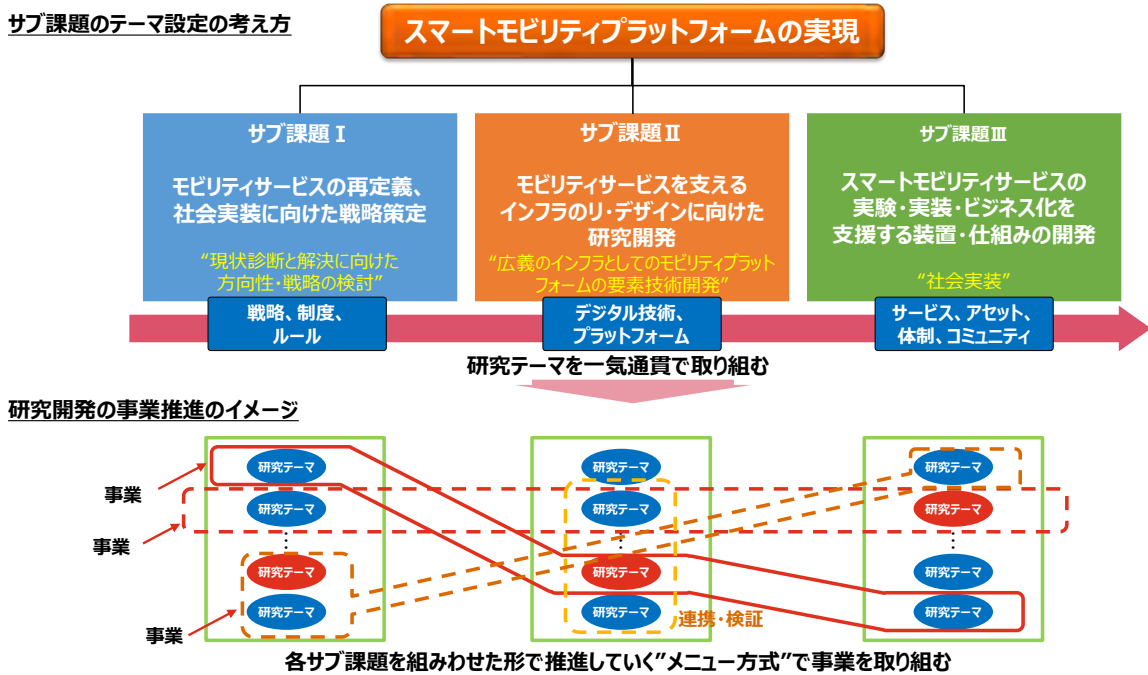 サブ課題のテーマ設定の考え方
スマートモビリティプラットフォームの実現
サブ課題Ⅰ
モビリティサービスの再定義、
社会実装に向けた戦略策定
“現状診断と解決に向けた
方向性・戦略の検討”
戦略、制度、
ルール
サブ課題Ⅱ
モビリティサービスを支える
インフラのリ・デザインに向けた
研究開発
“広義のインフラとしてのモビリティプラット
フォームの要素技術開発”
デジタル技術、
プラットフォーム
サブ課題Ⅲ
スマートモビリティサービスの
実験・実装・ビジネス化を
支援する装置・仕組みの開発
“社会実装”
サービス、アセット、
体制、コミュニティ
研究テーマを一気通貫で取り組む
研究開発の事業推進のイメージ
事業
事業
事業
研究テーマ
研究テーマ
研究テーマ
研究テーマ
研究テーマ
研究テーマ
研究テーマ
研究テーマ
連携・検証
研究テーマ
研究テーマ
研究テーマ
研究テーマ
各サブ課題を組みわせた形で推進していく”メニュー方式”で事業を取り組む